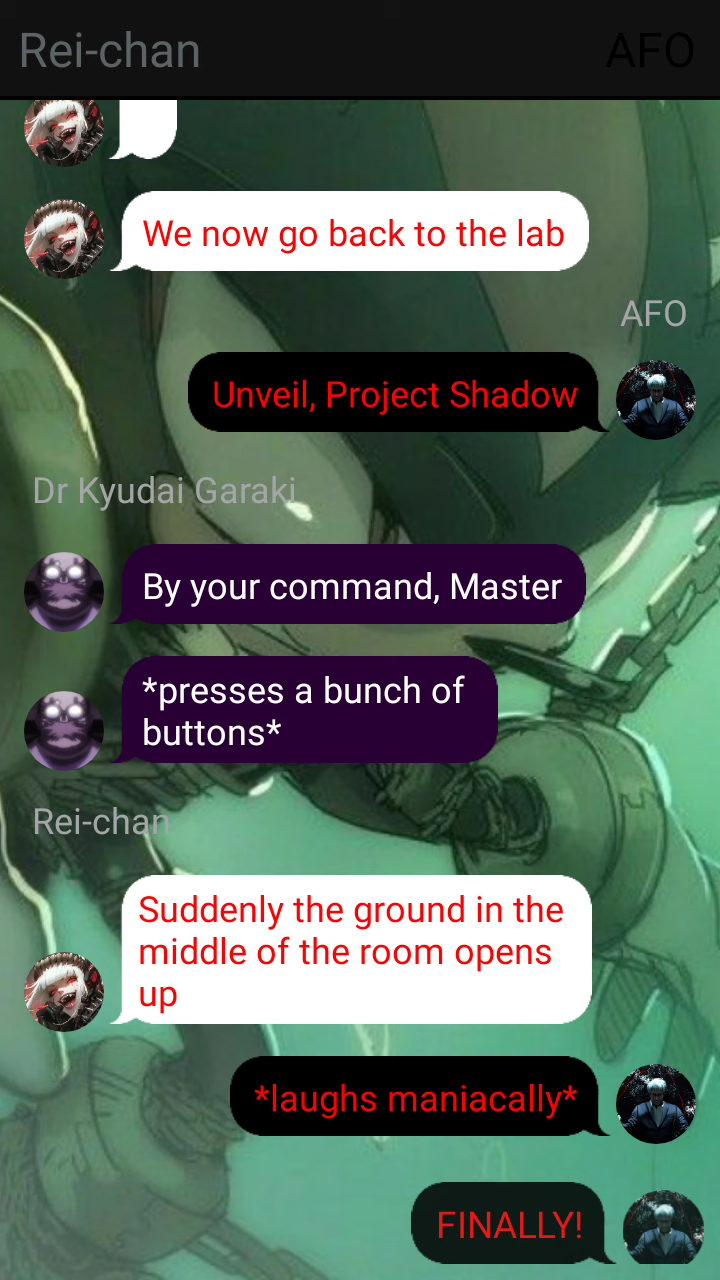 Rei-chan
AFO
We now go back to the lab
AFO
Unveil, Project Shadow
Dr Kyudai Garaki
By your command, Master
*presses a bunch of
buttons*
Rei-chan
Suddenly the ground in the
middle of the room opens
up
*laughs maniacally*
FINALLY!